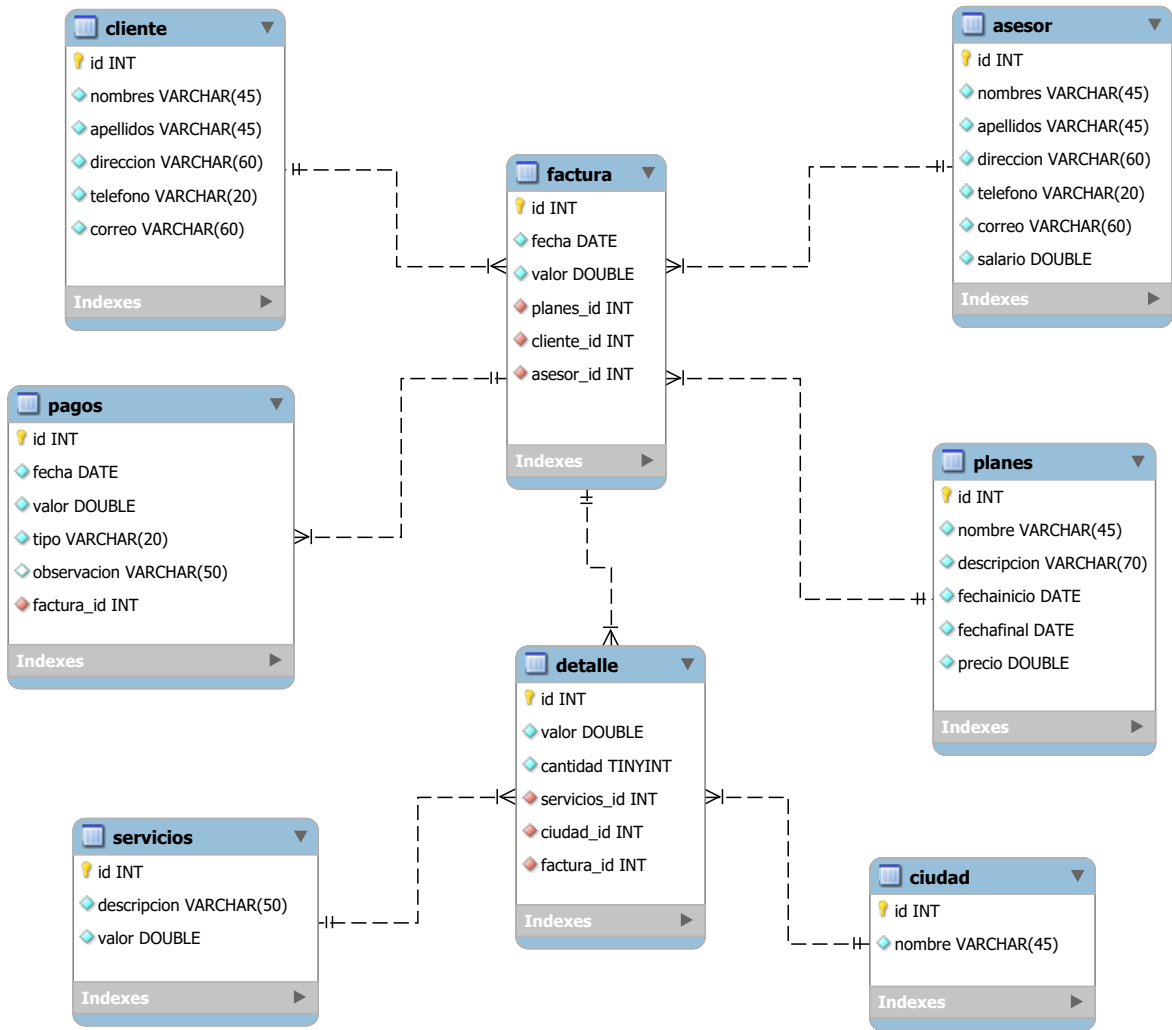 cliente
id INT
nombres VARCHAR(45)
apellidos VARCHAR(45)
direccion VARCHAR(60)
telefono VARCHAR(20)
correo VARCHAR(60)
Indexes
asesor
id INT
nombres VARCHAR(45)
apellidos VARCHAR(45)
direccion VARCHAR(60)
telefono VARCHAR(20)
correo VARCHAR(60)
salario DOUBLE
Indexes
factura
id INT
fecha DATE
valor DOUBLE
planes_id INT
cliente_id INT
asesor_id INT
Indexes
pagos
id INT
fecha DATE
valor DOUBLE
tipo VARCHAR(20)
observacion VARCHAR(50)
factura_id INT
Indexes
planes
id INT
nombre VARCHAR(45)
descripcion VARCHAR(70)
fechainicio DATE
fechafinal DATE
precio DOUBLE
Indexes
detalle
id INT
valor DOUBLE
cantidad TINYINT
servicios_id INT
ciudad_id INT
factura_id INT
Indexes
servicios
id INT
descripcion VARCHAR(50)
valor DOUBLE
Indexes
ciudad
id INT
nombre VARCHAR(45)
Indexes